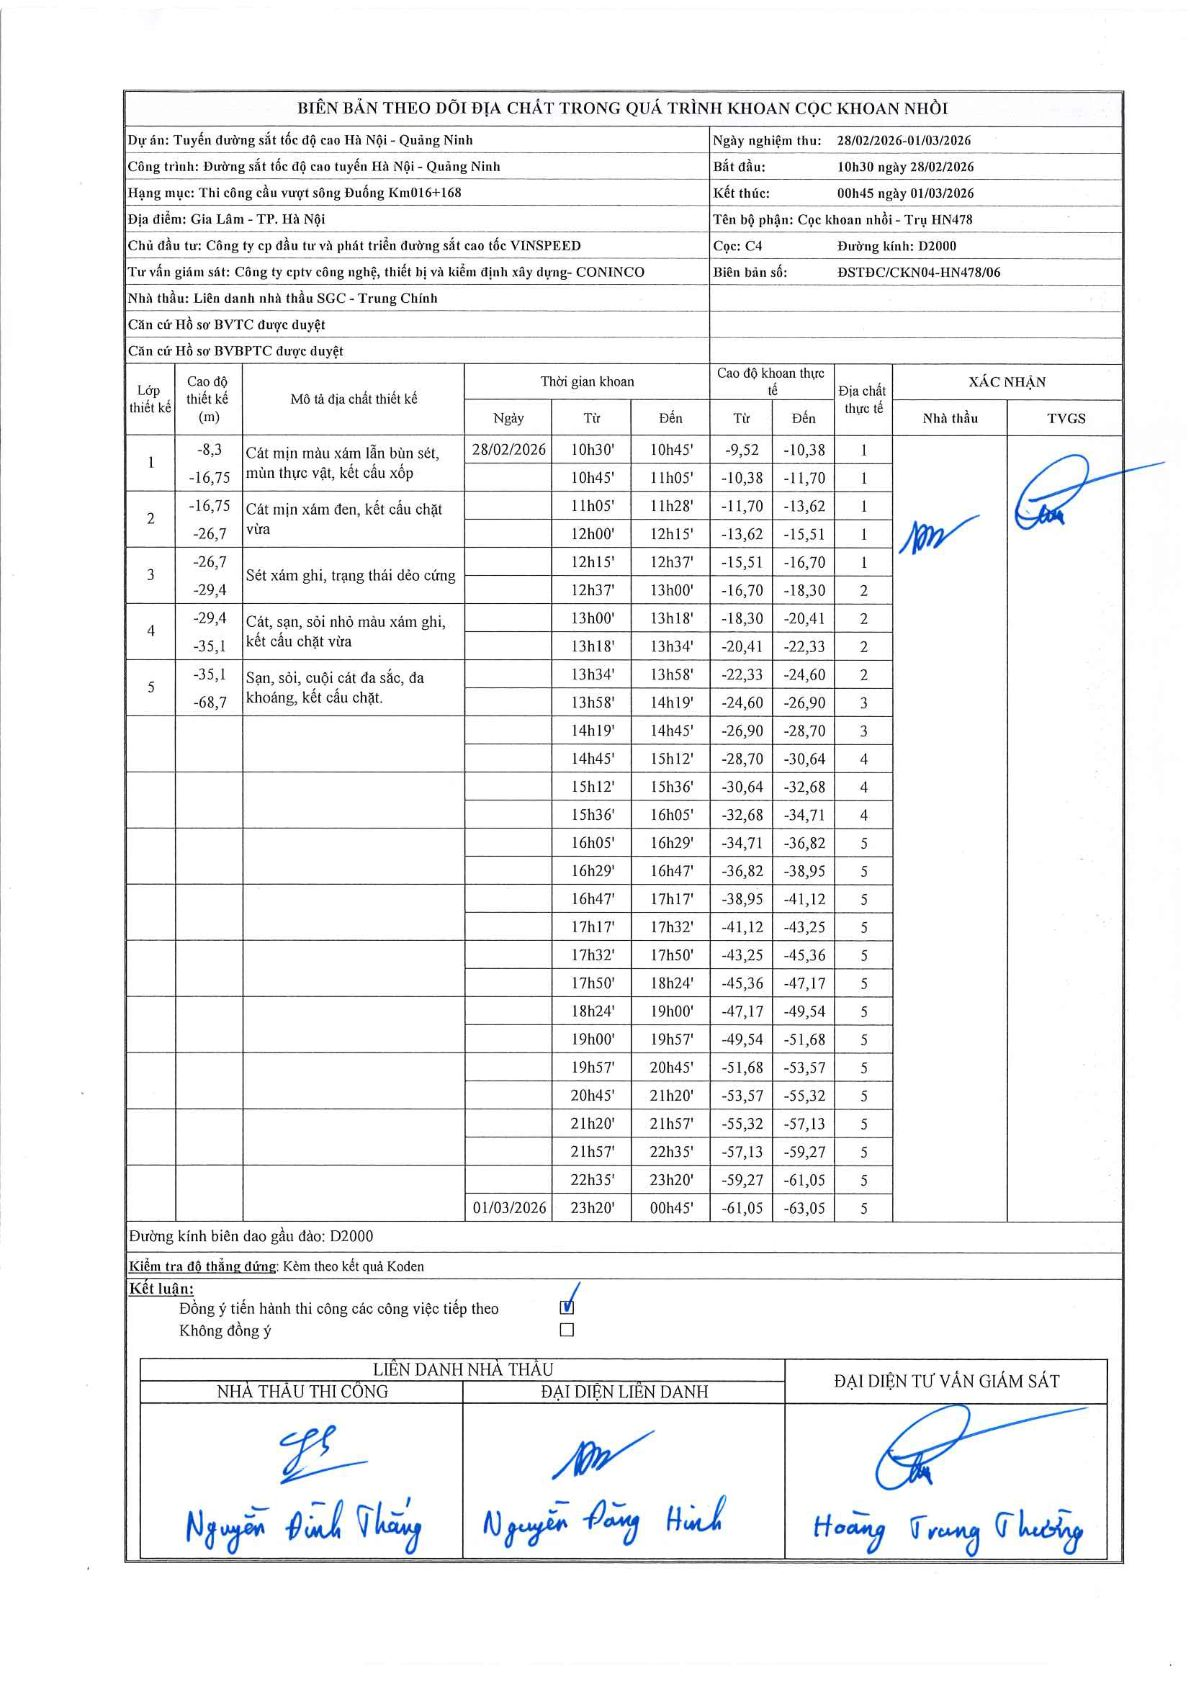 BIÊN BẢN THEO DÕI ĐỊA CHẤT TRONG QUÁ TRÌNH KHOAN CỌC KHOAN NHỒI
Dự án: Tuyến đường sắt tốc độ cao Hà Nội - Quảng Ninh
Ngày nghiệm thu: 28/02/2026-01/03/2026
Công trình: Đường sắt tốc độ cao tuyến Hà Nội - Quảng Ninh
Bắt đầu: 10h30 ngày 28/02/2026
Hạng mục: Thi công cầu vượt sông Đuống Km016+168
Kết thúc: 00h45 ngày 01/03/2026
Địa điểm: Gia Lâm - TP. Hà Nội
Tên bộ phận: Cọc khoan nhồi - Trụ HN478
Chủ đầu tư: Công ty cp đầu tư và phát triển đường sắt cao tốc VINSPEED
Cọc: C4 Đường kính: D2000
Tư vấn giám sát: Công ty cptv công nghệ, thiết bị và kiểm định xây dựng- CONINCO
Biên bản số: ĐSTĐC/CKN04-HN478/06
Nhà thầu: Liên danh nhà thầu SGC - Trung Chính
Căn cứ Hồ sơ BVTC được duyệt
Căn cứ Hồ sơ BVBPTC được duyệt
Lớp thiết kế | Cao độ thiết kế (m) | Mô tả địa chất thiết kế | Thời gian khoan | Cao độ khoan thực tế | Địa chất thực tế | XÁC NHẬN
Ngày | Từ | Đến | Từ | Đến | Nhà thầu | TVGS
1 | -8,3 | Cát mịn màu xám lẫn bùn sét, | 28/02/2026 | 10h30' | 10h45' | -9,52 | -10,38 | 1
-16,75 | mùn thực vật, kết cấu xốp | 10h45' | 11h05' | -10,38 | -11,70 | 1
2 | -16,75 | Cát mịn xám đen, kết cấu chặt | 11h05' | 11h28' | -11,70 | -13,62 | 1
-26,7 | vừa | 12h00' | 12h15' | -13,62 | -15,51 | 1
3 | -26,7 | Sét xám ghi, trạng thái dẻo cứng | 12h15' | 12h37' | -15,51 | -16,70 | 1
-29,4 | 12h37' | 13h00' | -16,70 | -18,30 | 2
4 | -29,4 | Cát, sạn, sỏi nhỏ màu xám ghi, | 13h00' | 13h18' | -18,30 | -20,41 | 2
-35,1 | kết cấu chặt vừa | 13h18' | 13h34' | -20,41 | -22,33 | 2
5 | -35,1 | Sạn, sỏi, cuội cát đa sắc, đa | 13h34' | 13h58' | -22,33 | -24,60 | 2
-68,7 | khoáng, kết cấu chặt. | 13h58' | 14h19' | -24,60 | -26,90 | 3
14h19' | 14h45' | -26,90 | -28,70 | 3
14h45' | 15h12' | -28,70 | -30,64 | 4
15h12' | 15h36' | -30,64 | -32,68 | 4
15h36' | 16h05' | -32,68 | -34,71 | 4
16h05' | 16h29' | -34,71 | -36,82 | 5
16h29' | 16h47' | -36,82 | -38,95 | 5
16h47' | 17h17' | -38,95 | -41,12 | 5
17h17' | 17h32' | -41,12 | -43,25 | 5
17h32' | 17h50' | -43,25 | -45,36 | 5
17h50' | 18h24' | -45,36 | -47,17 | 5
18h24' | 19h00' | -47,17 | -49,54 | 5
19h00' | 19h57' | -49,54 | -51,68 | 5
19h57' | 20h45' | -51,68 | -53,57 | 5
20h45' | 21h20' | -53,57 | -55,32 | 5
21h20' | 21h57' | -55,32 | -57,13 | 5
21h57' | 22h35' | -57,13 | -59,27 | 5
22h35' | 23h20' | -59,27 | -61,05 | 5
01/03/2026 | 23h20' | 00h45' | -61,05 | -63,05 | 5
Đường kính biên dao gầu đào: D2000
Kiểm tra độ thẳng đứng: Kèm theo kết quả Koden
Kết luận:
Đồng ý tiến hành thi công các công việc tiếp theo ☑
Không đồng ý ☐
LIÊN DANH NHÀ THẦU
NHÀ THẦU THI CÔNG | ĐẠI DIỆN LIÊN DANH | ĐẠI DIỆN TƯ VẤN GIÁM SÁT
Nguyễn Đình Thắng | Nguyễn Đăng Hinh | Hoàng Trung Thưởng